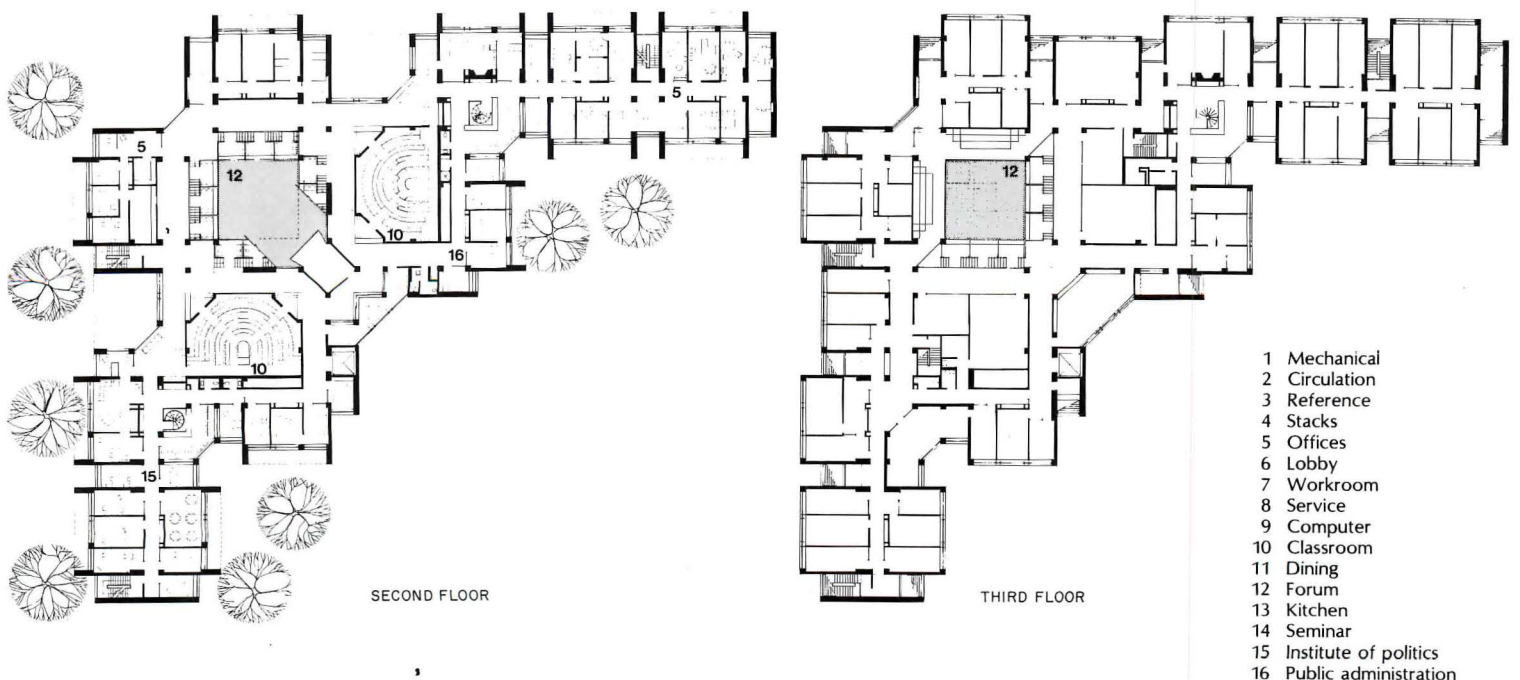 5
12
5
10
16
10
15
SECOND FLOOR
12
THIRD FLOOR
1 Mechanical
2 Circulation
3 Reference
4 Stacks
5 Offices
6 Lobby
7 Workroom
8 Service
9 Computer
10 Classroom
11 Dining
12 Forum
13 Kitchen
14 Seminar
15 Institute of politics
16 Public administration